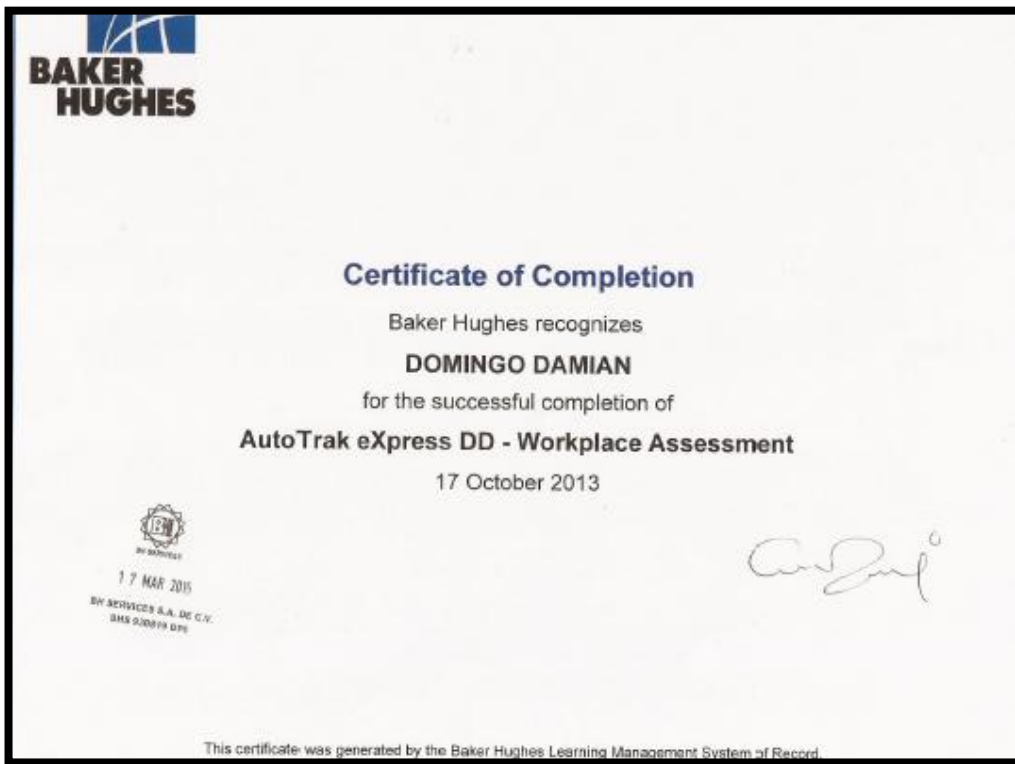 BAKER
HUGHES
Certificate of Completion
Baker Hughes recognizes
DOMINGO DAMIAN
for the successful completion of
AutoTrak eXpress DD - Workplace Assessment
17 October 2013
BH SERVICES
17 MAR 2015
BH SERVICES S.A. DE C.V.
This certificate was generated by the Baker Hughes Learning Management System of Record.